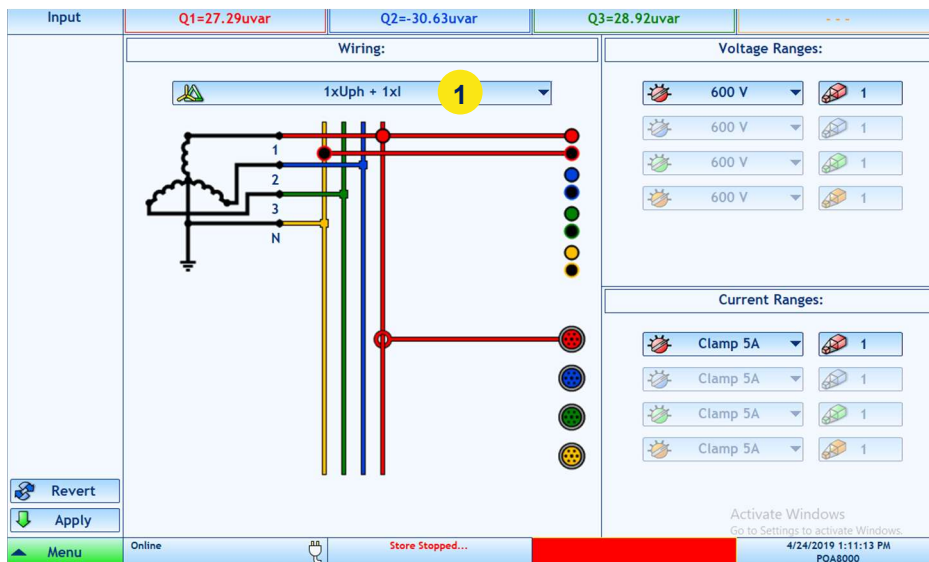 Input
Q1=27.29uvar
Q2=-30.63uvar
Q3=28.92uvar
- - -
Wiring:
1xUph + 1xI
1
1
2
3
N
Voltage Ranges:
600 V
1
600 V
1
600 V
1
600 V
1
Current Ranges:
Clamp 5A
1
Clamp 5A
1
Clamp 5A
1
Clamp 5A
1
Revert
Apply
Menu
Online
Store Stopped...
Activate Windows
Go to Settings to activate Windows.
4/24/2019 1:11:13 PM
PQA8000